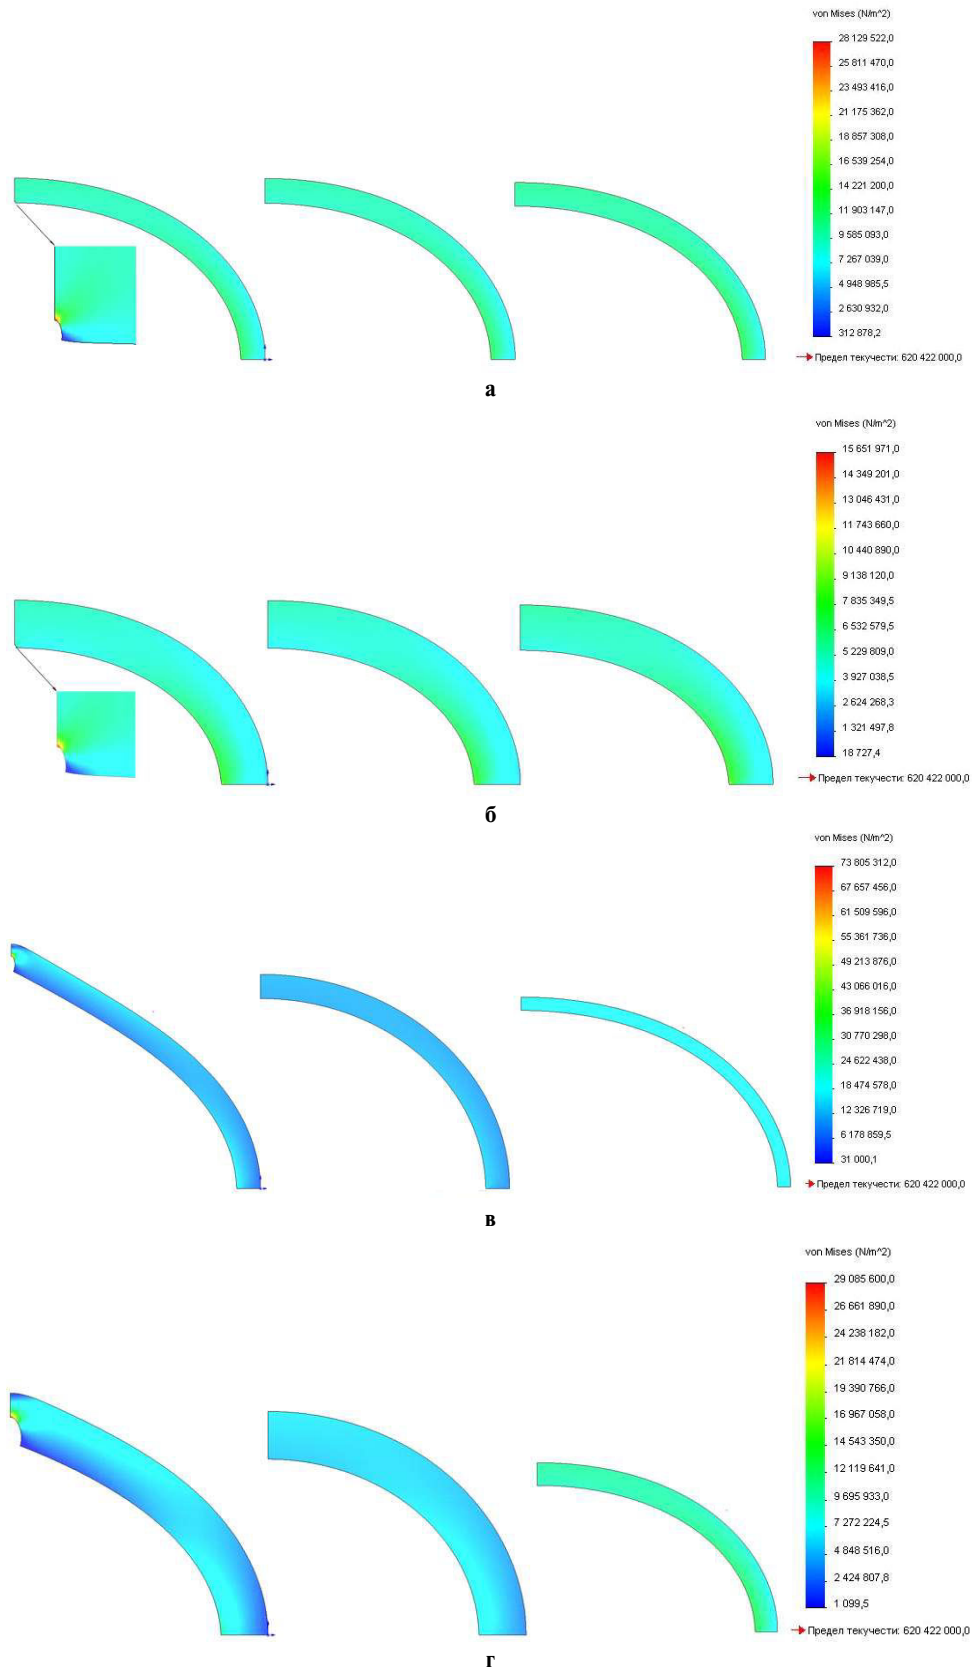 von Mises (N/m^2)
28 129 522,0
25 811 470,0
23 493 416,0
21 175 362,0
18 857 308,0
16 539 254,0
14 221 200,0
11 903 147,0
9 585 093,0
7 267 039,0
4 948 985,5
2 630 932,0
312 878,2
Предел текучести: 620 422 000,0
а
von Mises (N/m^2)
15 651 971,0
14 349 201,0
13 046 431,0
11 743 660,0
10 440 890,0
9 138 120,0
7 835 349,5
6 532 579,5
5 229 809,0
3 927 038,5
2 624 268,3
1 321 497,8
18 727,4
Предел текучести: 620 422 000,0
б
von Mises (N/m^2)
73 805 312,0
67 657 456,0
61 509 596,0
55 361 736,0
49 213 876,0
43 066 016,0
36 918 156,0
30 770 298,0
24 622 438,0
18 474 578,0
12 326 719,0
6 178 859,5
31 000,1
Предел текучести: 620 422 000,0
в
von Mises (N/m^2)
29 085 600,0
26 661 890,0
24 238 182,0
21 814 474,0
19 390 766,0
16 967 058,0
14 543 350,0
12 119 641,0
9 695 933,0
7 272 224,5
4 848 516,0
2 424 807,8
1 099,5
Предел текучести: 620 422 000,0
г